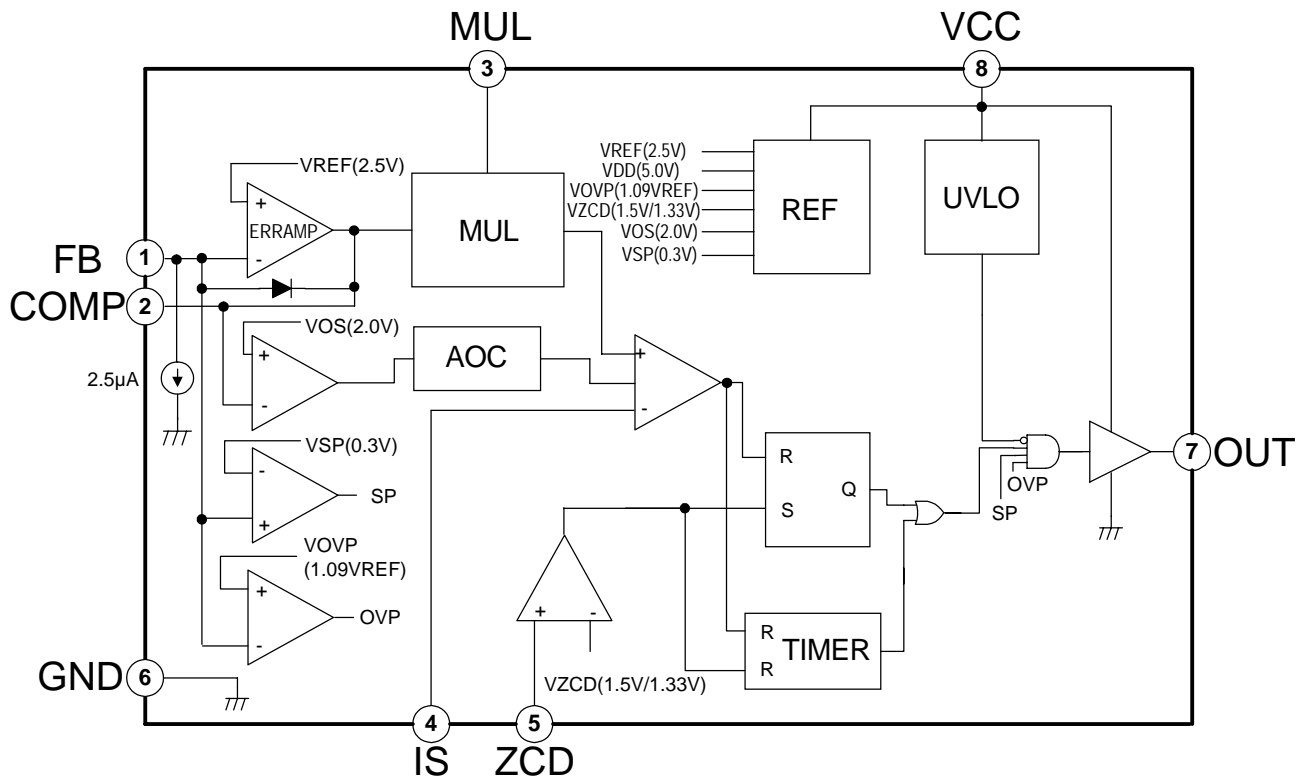 MUL
VCC
3
8
VREF(2.5V)
+
ERRAMP
-
MUL
VREF(2.5V)
VDD(5.0V)
VOVP(1.09VREF)
VZCD(1.5V/1.33V)
VOS(2.0V)
VSP(0.3V)
REF
UVLO
FB
1
COMP
2
2.5µA
VOS(2.0V)
+
-
AOC
+
-
VSP(0.3V)
-
+
SP
VOVP
(1.09VREF)
+
-
OVP
R
S
Q
OVP
SP
7
OUT
+
-
VZCD(1.5V/1.33V)
R
R
TIMER
GND
6
4
5
IS
ZCD